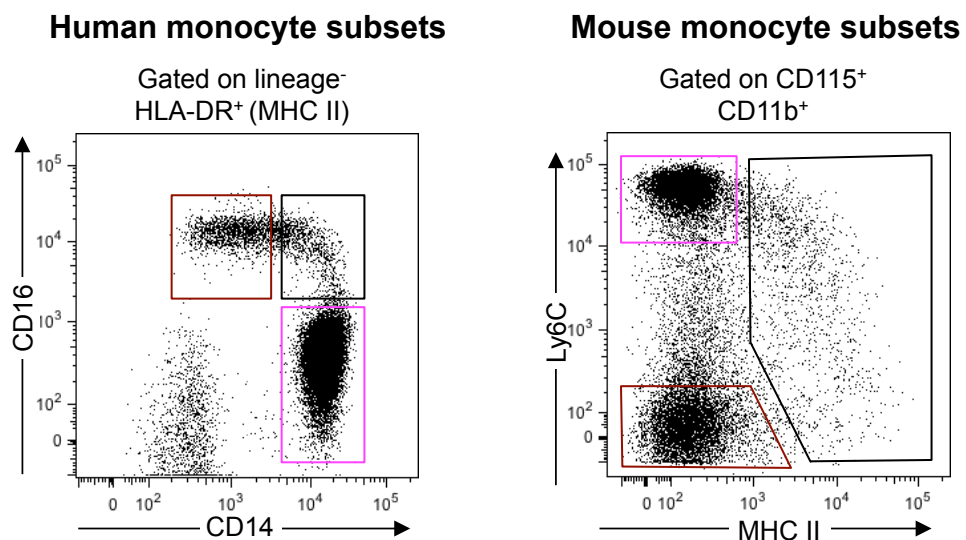 Human monocyte subsets
Gated on lineage⁻
HLA-DR⁺ (MHC II)
10⁵
10⁴
10³
10²
0
CD16
0
10²
10³
10⁴
10⁵
CD14
Mouse monocyte subsets
Gated on CD115⁺
CD11b⁺
10⁵
10⁴
10³
10²
0
Ly6C
0
10²
10³
10⁴
10⁵
MHC II